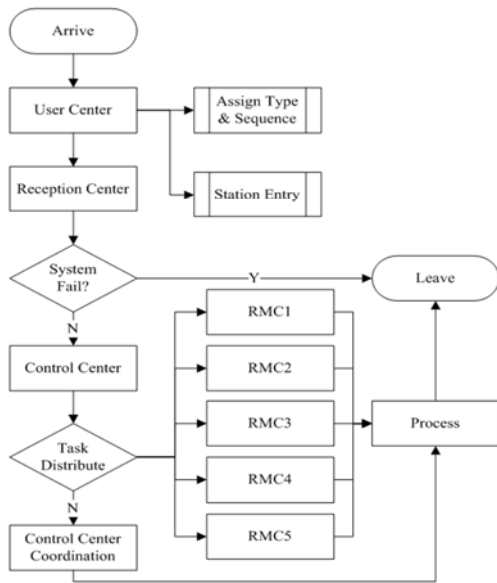 Arrive
User Center
Assign Type
& Sequence
Reception Center
Station Entry
System
Fail?
Y
Leave
N
RMC1
Control Center
RMC2
RMC3
Process
Task
Distribute
RMC4
N
Control Center
Coordination
RMC5